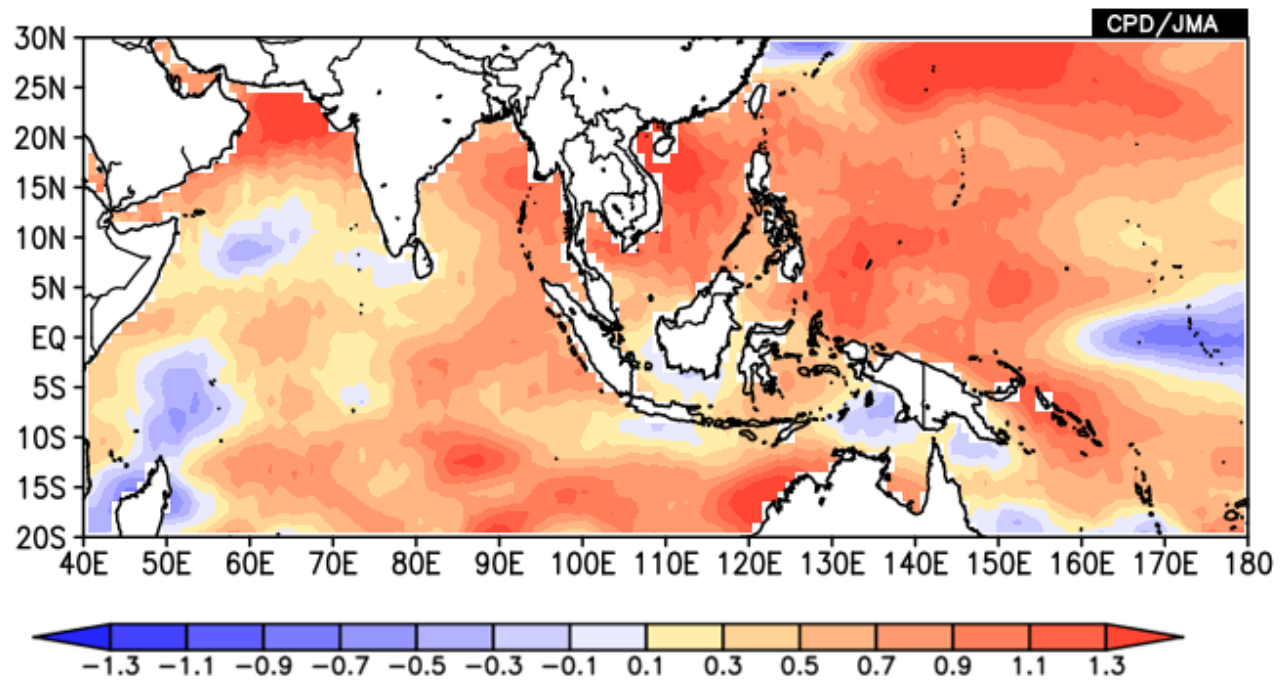 CPD/JMA
30N
25N
20N
15N
10N
5N
EQ
5S
10S
15S
20S
40E 50E 60E 70E 80E 90E 100E 110E 120E 130E 140E 150E 160E 170E 180
-1.3 -1.1 -0.9 -0.7 -0.5 -0.3 -0.1 0.1 0.3 0.5 0.7 0.9 1.1 1.3